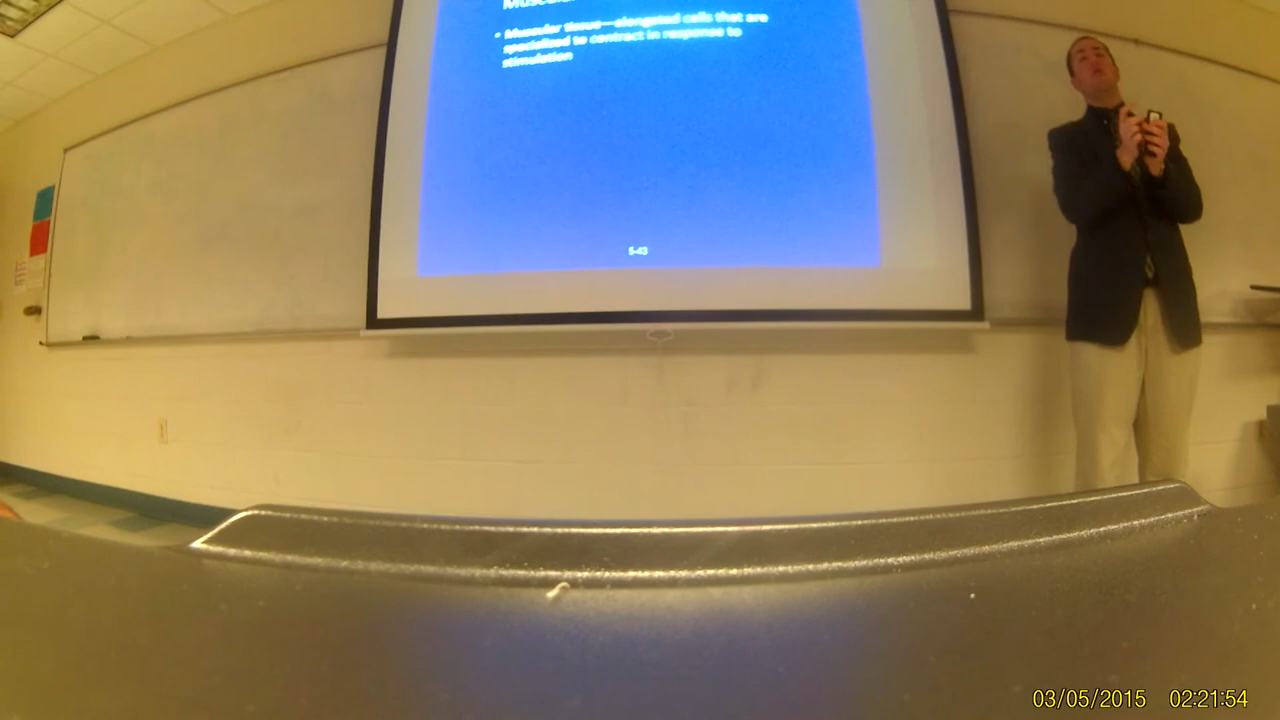 Muscular
• Muscular tissue—elongated cells that are
specialized to contract in response to
stimulation
5-43
03/05/2015 02:21:54